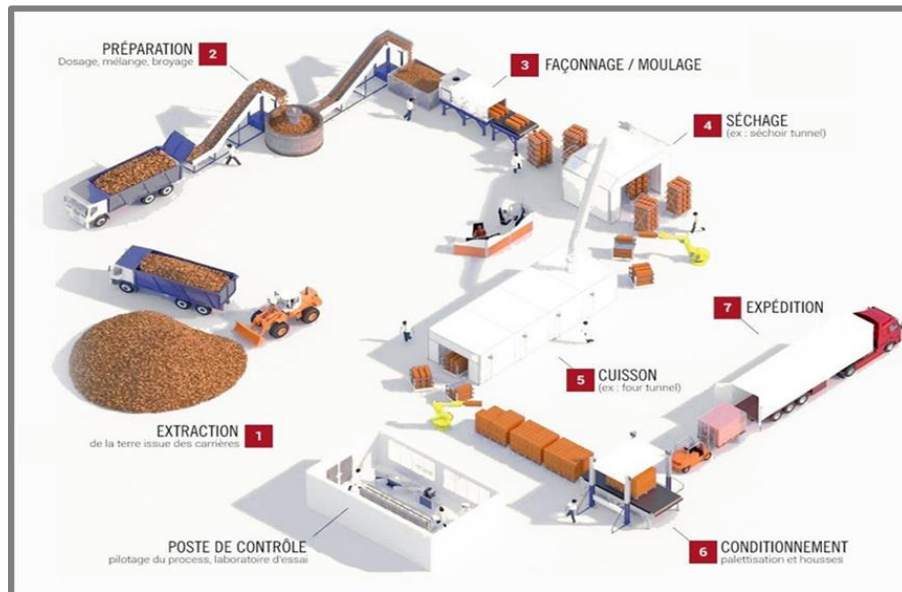 PRÉPARATION
Dosage, mélange, broyage
2
3
FAÇONNAGE / MOULAGE
4
SÉCHAGE
(ex : séchoir tunnel)
7
EXPÉDITION
5
CUISSON
(ex : four tunnel)
EXTRACTION
de la terre issue des carrières
1
POSTE DE CONTRÔLE
pilotage du process, laboratoire d'essai
6
CONDITIONNEMENT
palettisation et housses